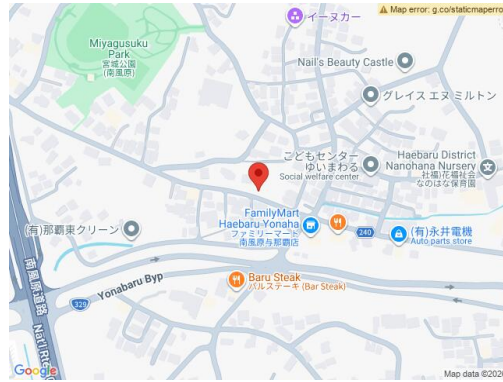 Map error: g.co/staticmaperro
イーヌカー
Miyagusuku
Park
宮城公園
(南風原)
Nail's Beauty Castle
グレイス エヌ ミルトン
こどもセンター
ゆいまわる
Social welfare center
Haebaru District
Nanohana Nursery
社福)花福祉会
なのはな保育園
FamilyMart
Haebaru Yonaha
ファミリーマート
南風原与那覇店
(有)那覇東クリーン
240
(有)永井電機
Auto parts store
Baru Steak
バルステーキ (Bar Steak)
329
Yonabaru Byp
南風原道路
Nat'l Rte
Google
Map data ©202